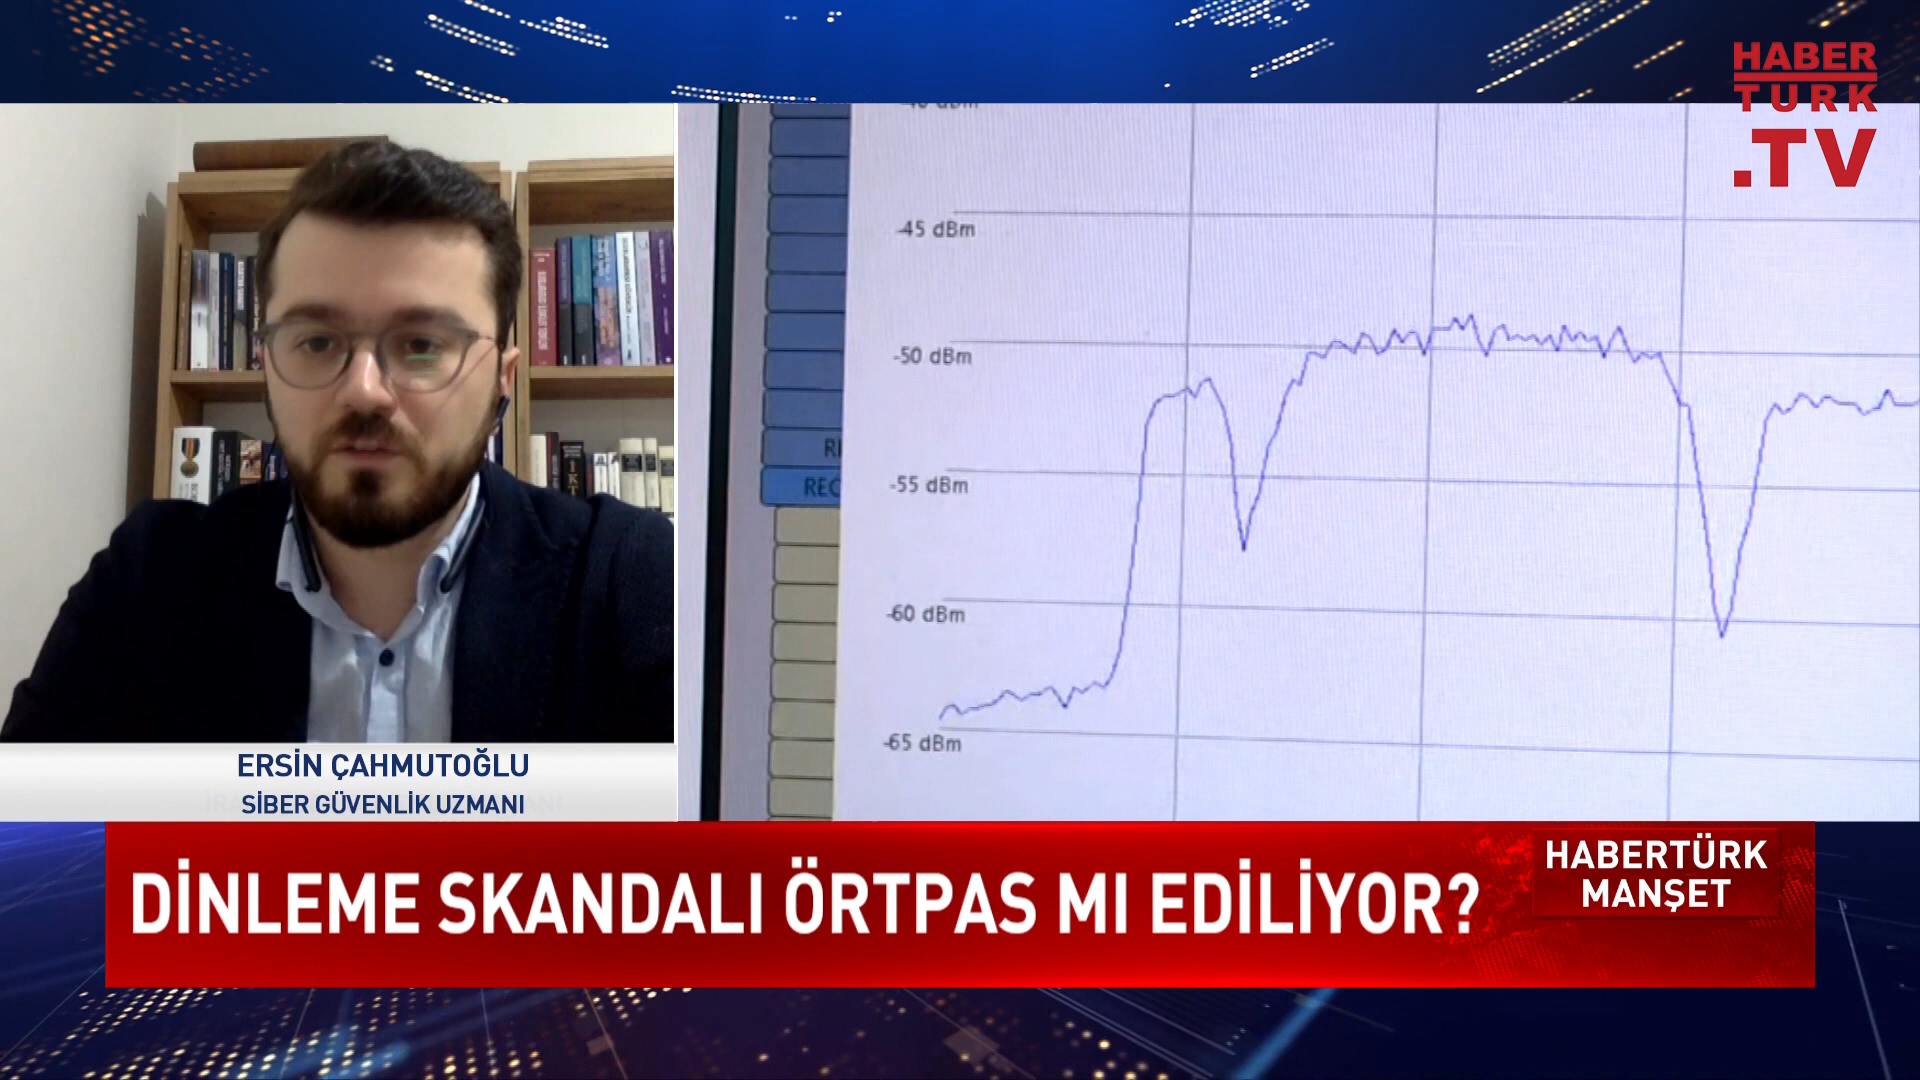 HABER
TURK
.TV
-45 dBm
-50 dBm
-55 dBm
-60 dBm
-65 dBm
ERSİN ÇAHMUTOĞLU
SİBER GÜVENLİK UZMANI
DİNLEME SKANDALI ÖRTPAS MI EDİLİYOR?
HABERTÜRK
MANŞET